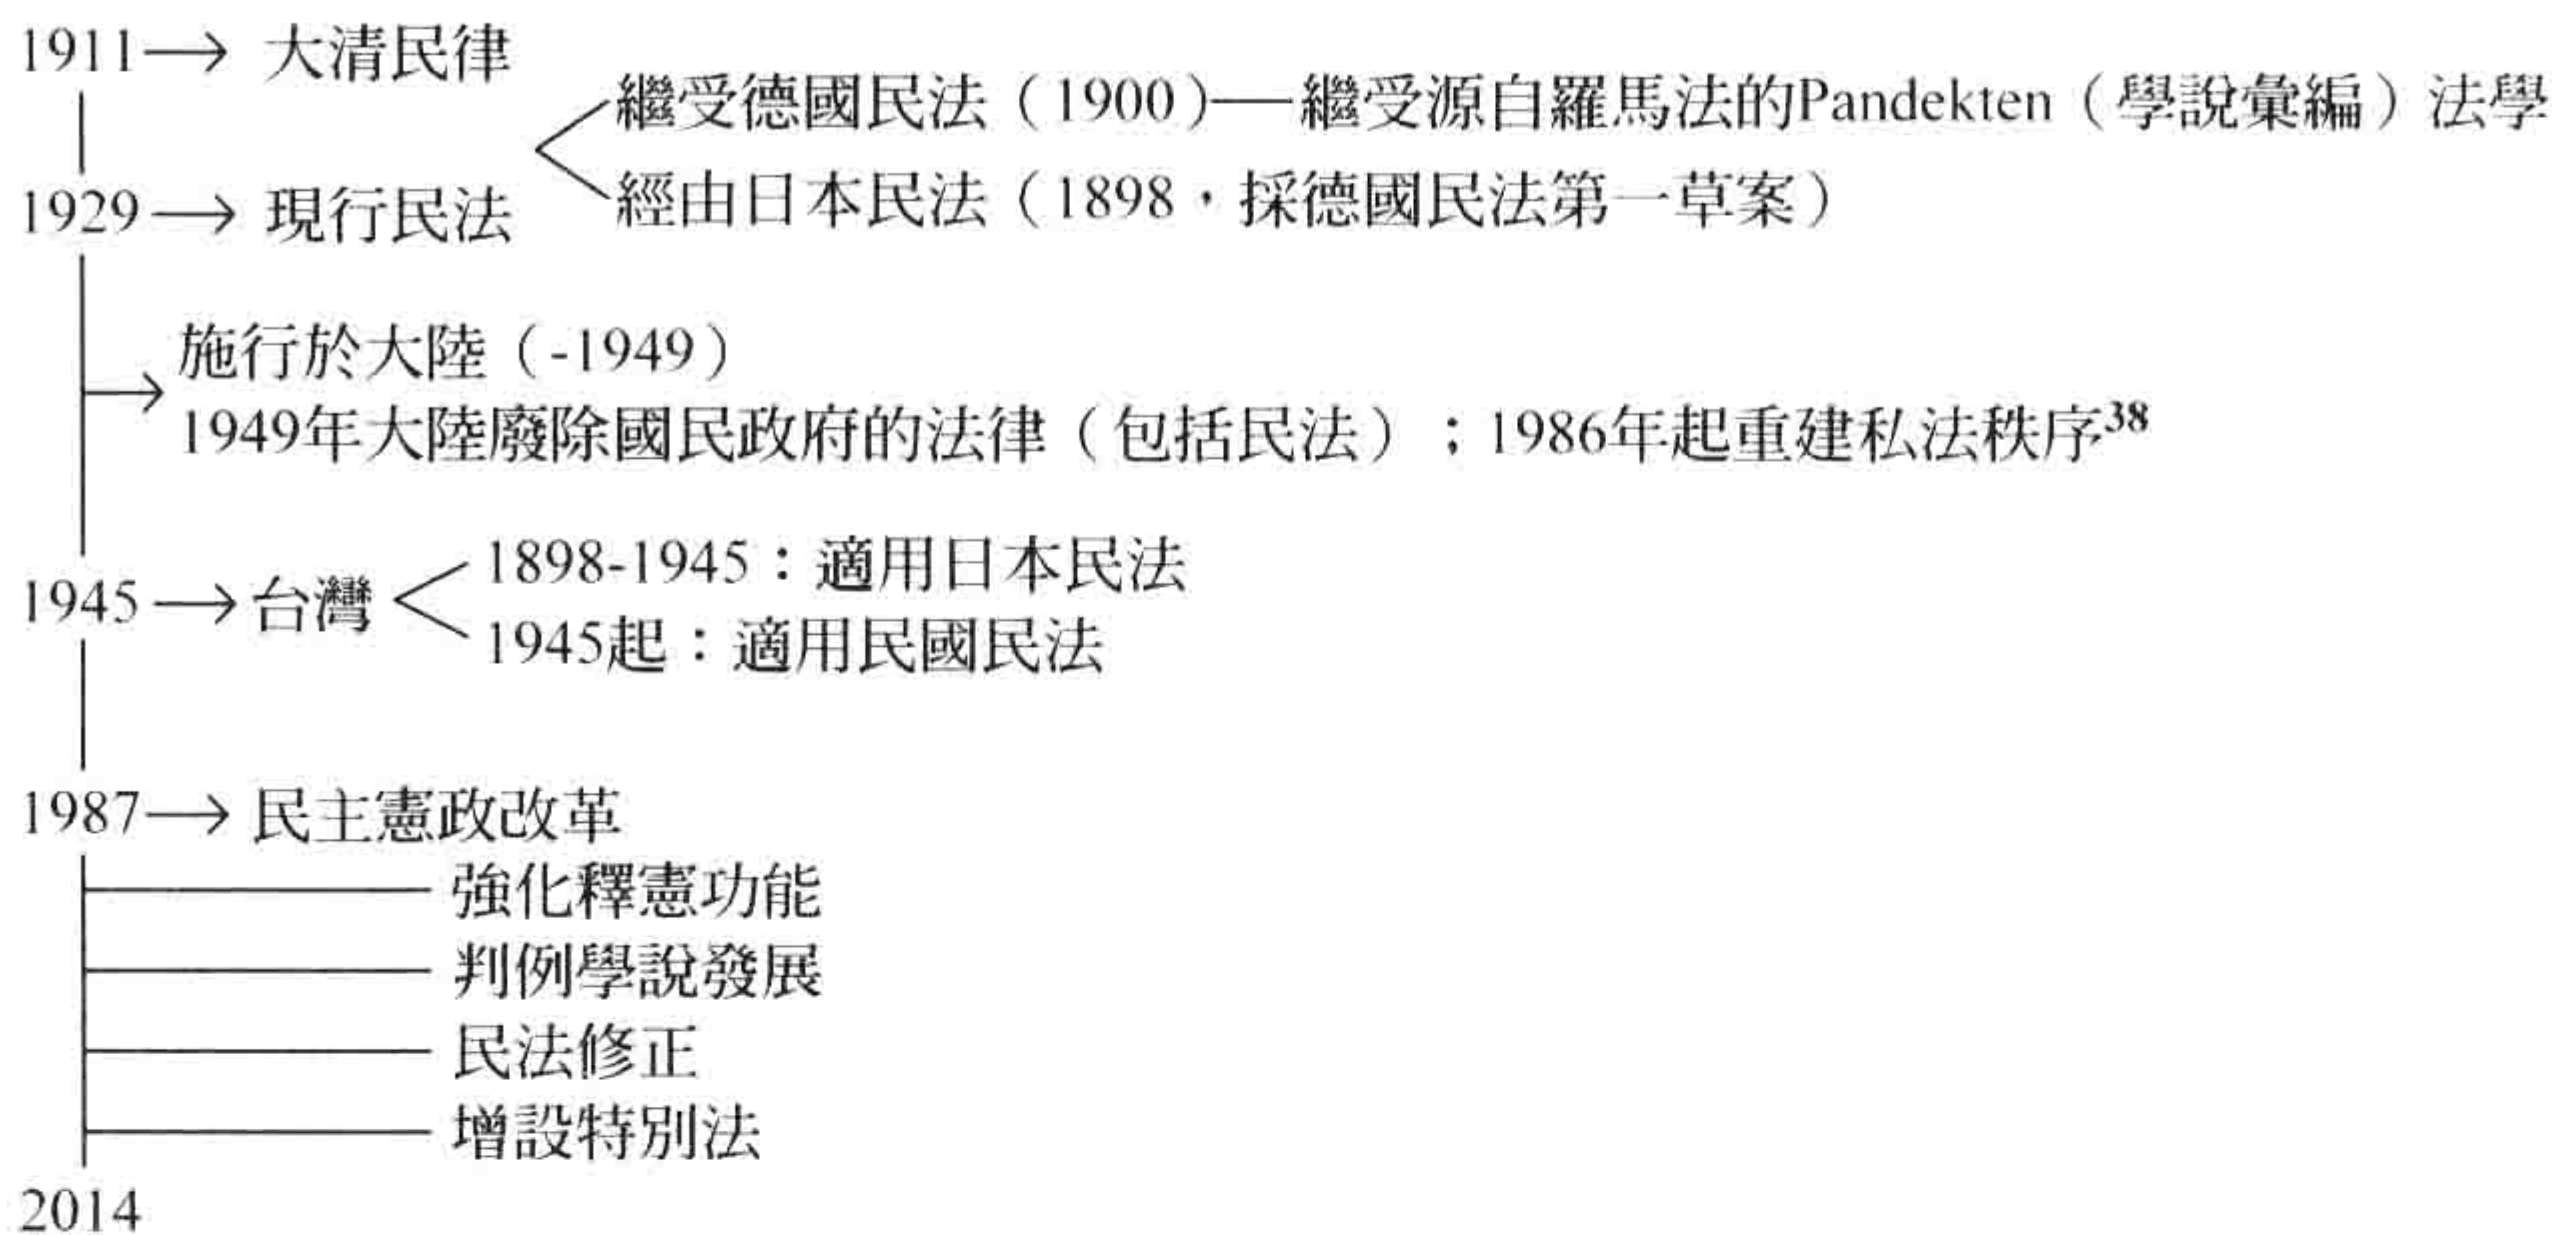 1911 → 大清民律
繼受德國民法（1900）——繼受源自羅馬法的Pandekten（學說彙編）法學
經由日本民法（1898，採德國民法第一草案）
1929 → 現行民法
施行於大陸（-1949）
1949年大陸廢除國民政府的法律（包括民法）；1986年起重建私法秩序38
1898-1945：適用日本民法
1945 → 台灣
1945起：適用民國民法
1987 → 民主憲政改革
強化釋憲功能
判例學說發展
民法修正
增設特別法
2014